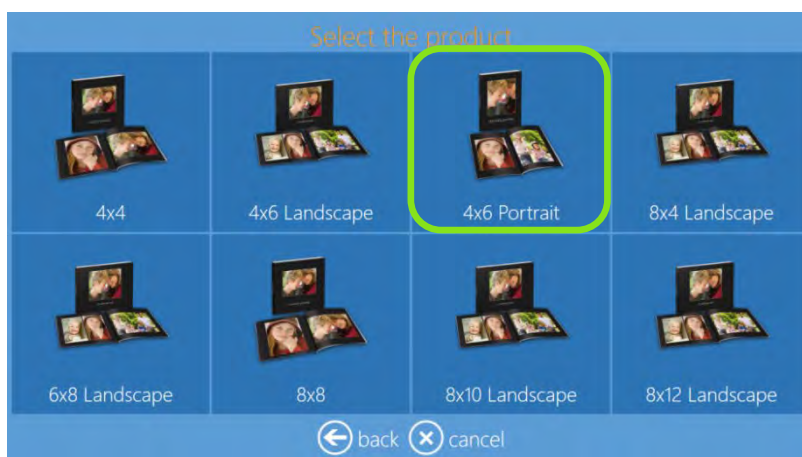 Select the product
4x4
4x6 Landscape
4x6 Portrait
8x4 Landscape
6x8 Landscape
8x8
8x10 Landscape
8x12 Landscape
back
cancel